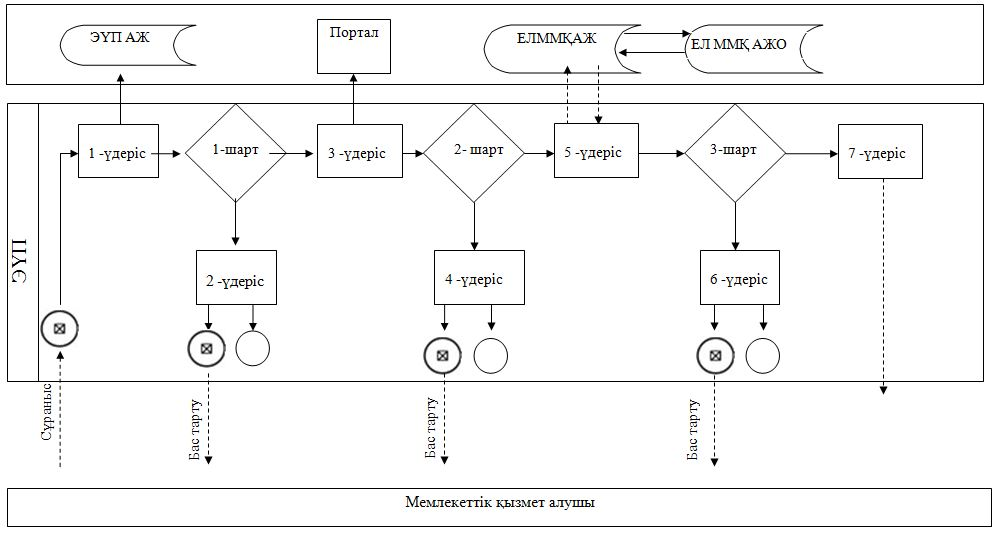 ЭҮП АЖ
Портал
ЕЛММҚАЖ
ЕЛ ММҚ АЖО
1 -үдеріс
1-шарт
3 -үдеріс
2- шарт
5 -үдеріс
3-шарт
7 -үдеріс
ЭҮП
2 -үдеріс
4 -үдеріс
6 -үдеріс
Сұраныс
Бас тарту
Бас тарту
Бас тарту
Мемлекеттік қызмет алушы